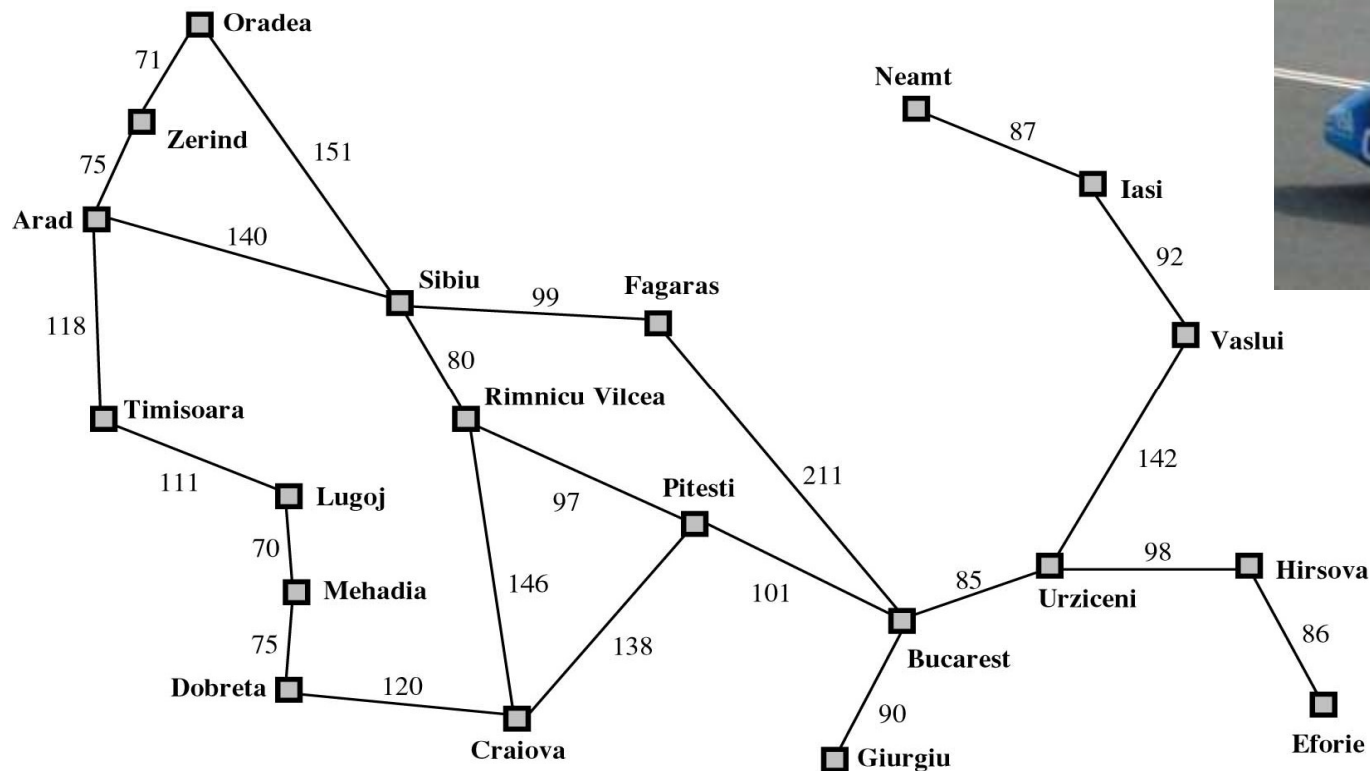 Oradea
71
Neamt
87
Zerind
151
75
Iasi
Arad
140
92
Sibiu
Fagaras
99
118
Vaslui
80
Rimnicu Vilcea
Timisoara
142
111
211
Lugoj
97
Pitesti
70
98
Hirsova
146
101
85
Mehadia
Urziceni
86
75
138
Bucarest
Dobreta
120
90
Craiova
Giurgiu
Eforie